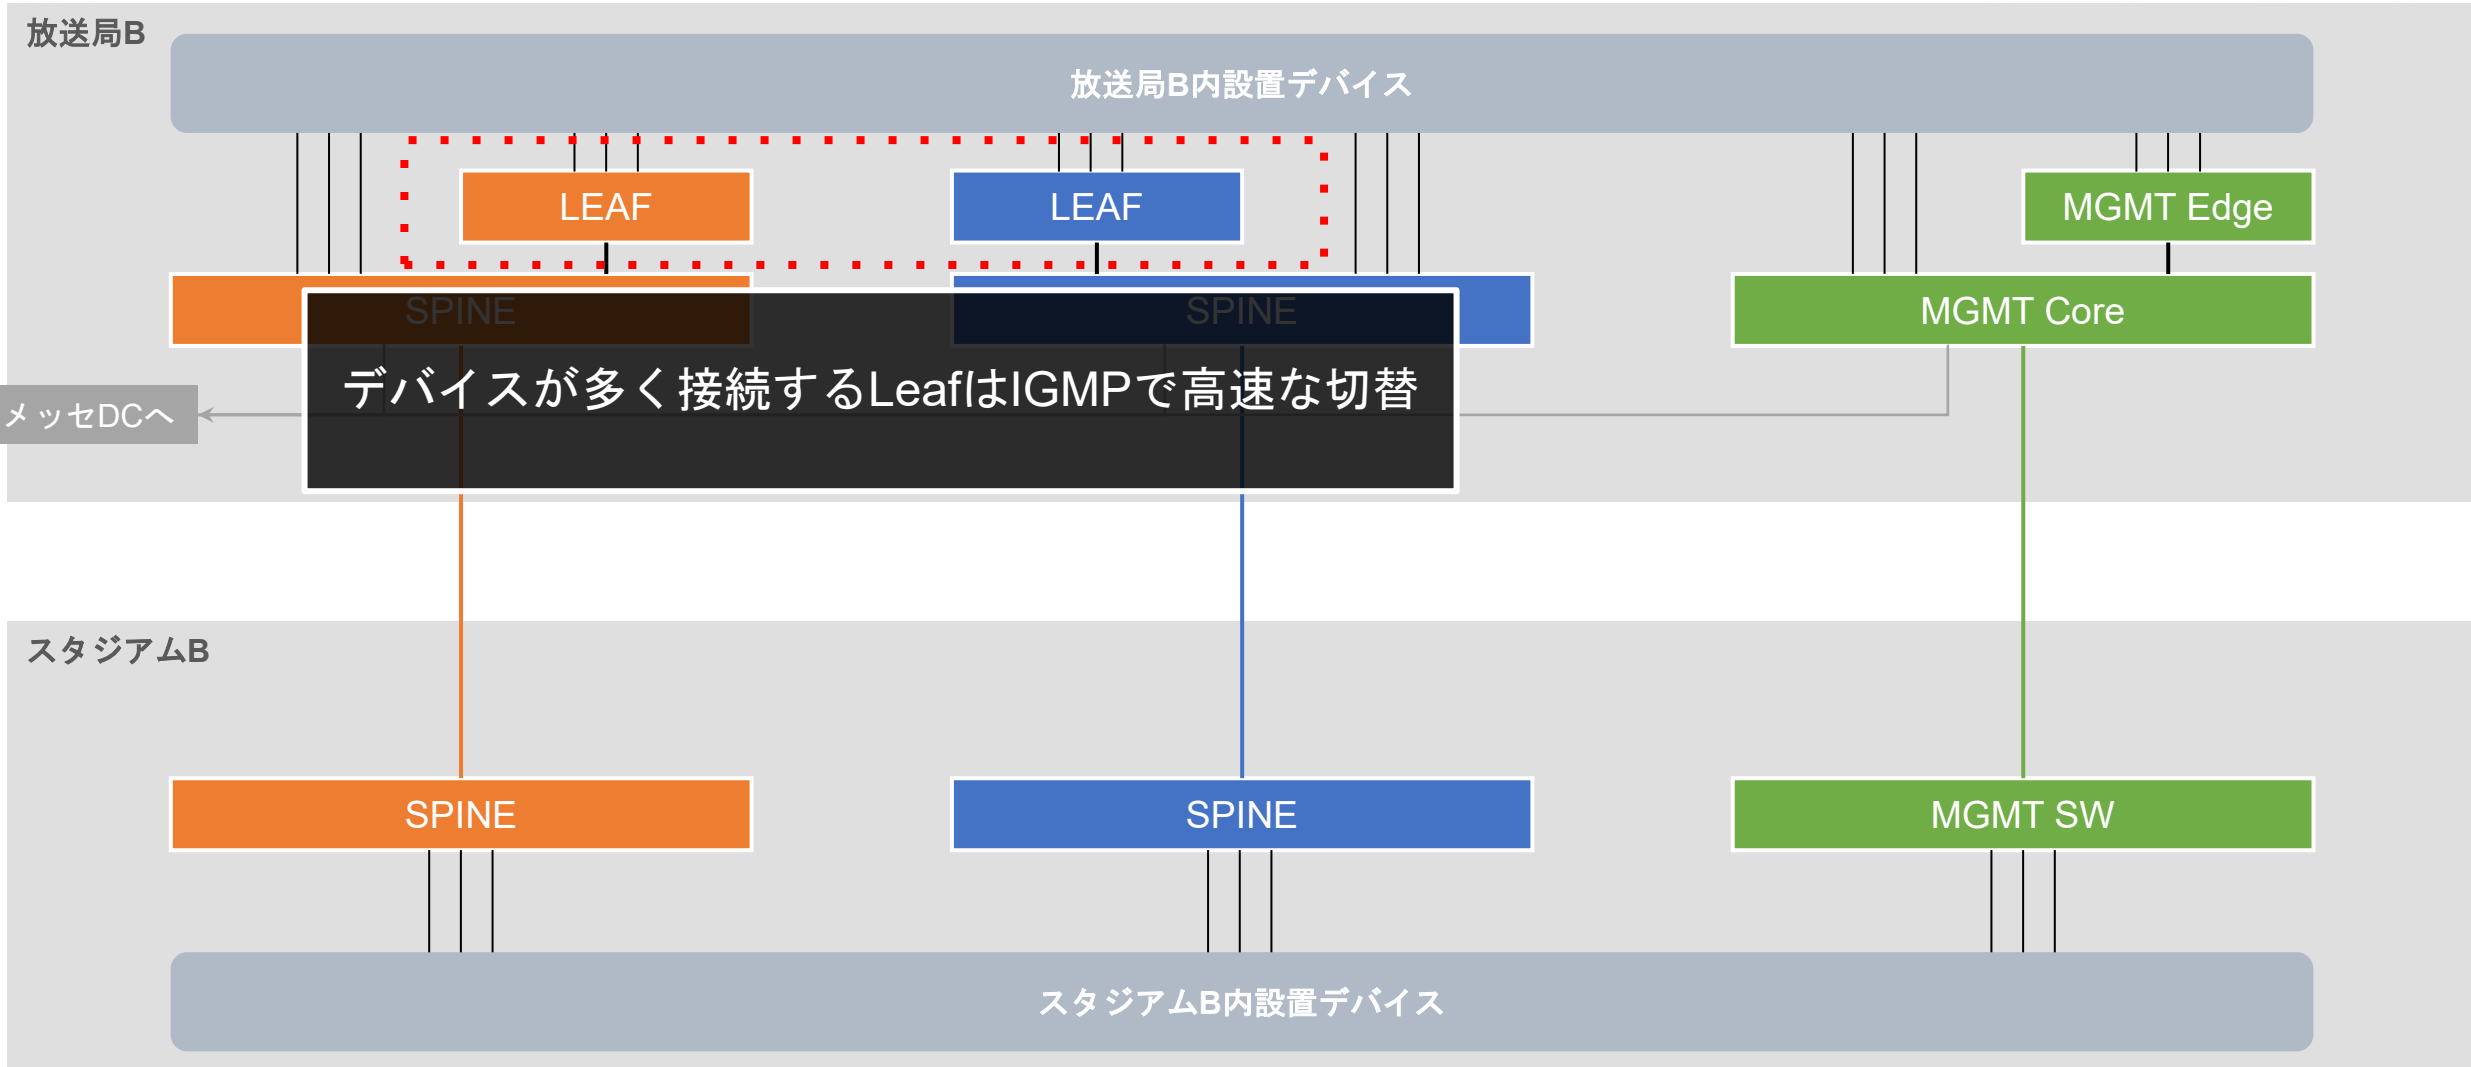 放送局B
放送局B内設置デバイス
LEAF
LEAF
MGMT Edge
SPINE
SPINE
MGMT Core
デバイスが多く接続するLeafはIGMPで高速な切替
メッセDCへ
スタジアムB
SPINE
SPINE
MGMT SW
スタジアムB内設置デバイス